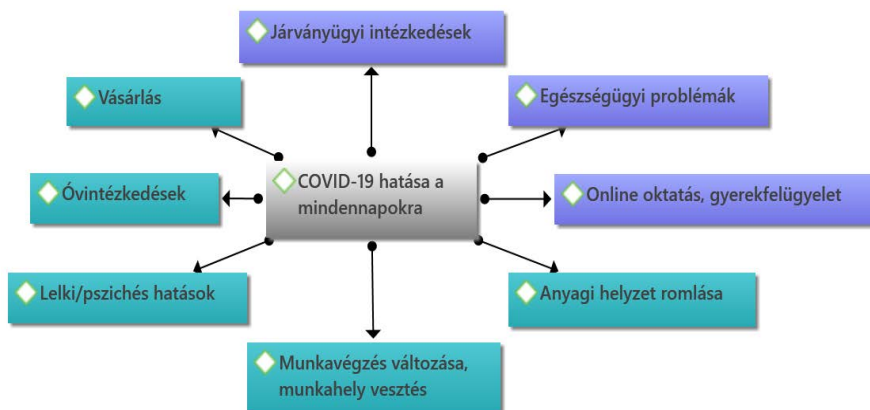 Járványügyi intézkedések
Vásárlás
Egészségügyi problémák
Óvintézkedések
COVID-19 hatása a
mindennapokra
Online oktatás, gyerekfelügyelet
Lelki/pszichés hatások
Anyagi helyzet romlása
Munkavégzés változása,
munkahely vesztés